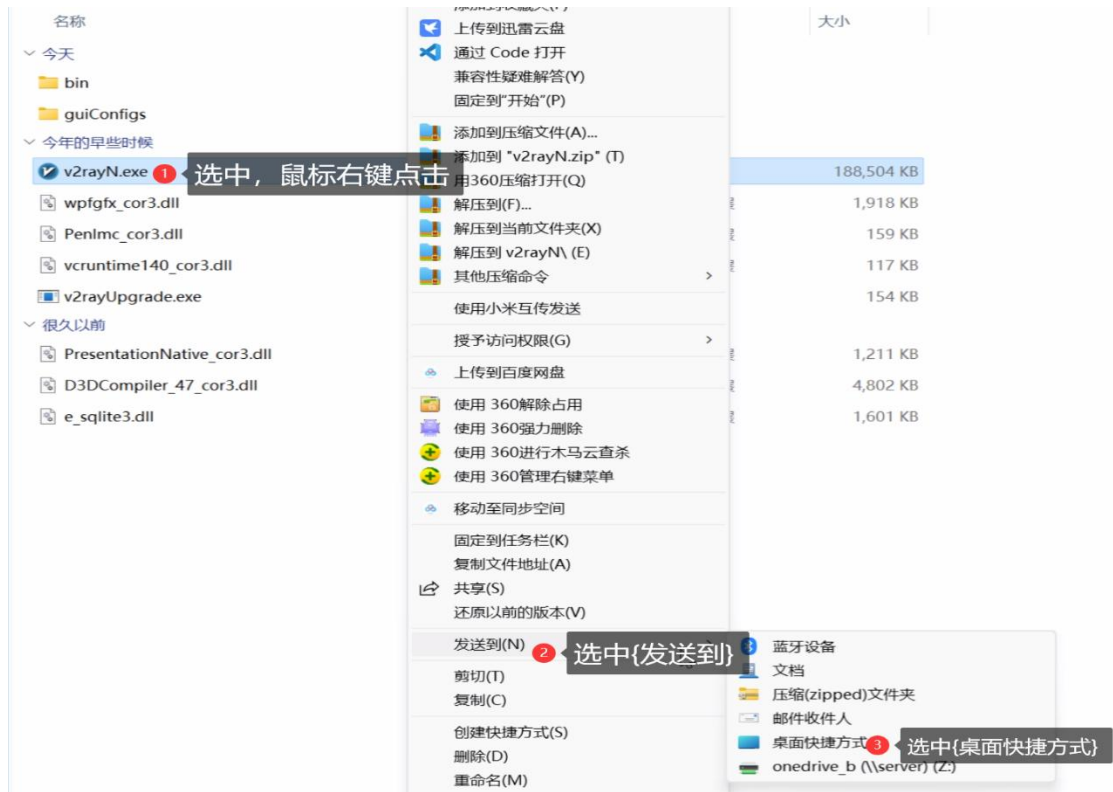 名称
大小
上传到迅雷云盘
今天
通过 Code 打开
bin
兼容性疑难解答(Y)
guiConfigs
固定到"开始"(P)
今年的早些时候
添加到压缩文件(A)...
添加到 "v2rayN.zip" (T)
v2rayN.exe
1
选中，鼠标右键点击
188,504 KB
用360压缩打开(Q)
wpfgfx_cor3.dll
解压到(F)...
1,918 KB
PenImc_cor3.dll
解压到当前文件夹(X)
159 KB
vcruntime140_cor3.dll
解压到 v2rayN\ (E)
117 KB
其他压缩命令
v2rayUpgrade.exe
154 KB
使用小米互传发送
很久以前
授予访问权限(G)
PresentationNative_cor3.dll
1,211 KB
上传到百度网盘
D3DCompiler_47_cor3.dll
4,802 KB
使用 360解除占用
e_sqlite3.dll
1,601 KB
使用 360强力删除
使用 360进行木马云查杀
使用 360管理右键菜单
移动至同步空间
固定到任务栏(K)
复制文件地址(A)
共享(S)
还原以前的版本(V)
发送到(N)
2
选中{发送到}
蓝牙设备
文档
剪切(T)
压缩(zipped)文件夹
复制(C)
邮件收件人
创建快捷方式(S)
桌面快捷方式
3
选中{桌面快捷方式}
删除(D)
onedrive_b (\\server) (Z:)
重命名(M)